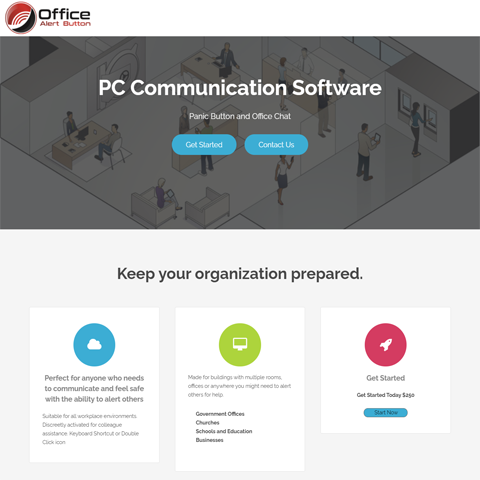 Office
Alert Button
PC Communication Software
Panic Button and Office Chat
Get Started
Contact Us
Keep your organization prepared.
Perfect for anyone who needs
to communicate and feel safe
with the ability to alert others
Suitable for all workplace environments.
Discreetly activated for colleague
assistance. Keyboard Shortcut or Double
Click icon
Made for buildings with multiple rooms,
offices or anywhere you might need to alert
others for help.
Government Offices
Churches
Schools and Education
Businesses
Get Started
Get Started Today $250
Start Now